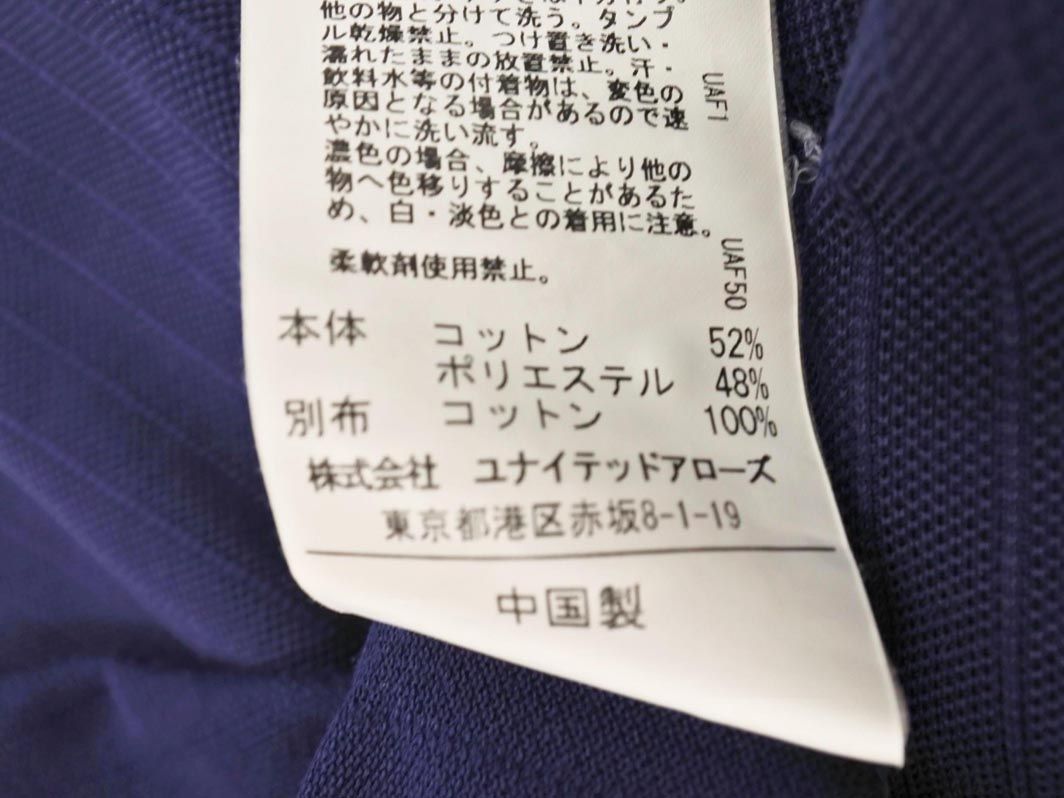 他の物と分けて洗う。タンブ
ル乾燥禁止。つけ置き洗い・
濡れたままの放置禁止。汗・
飲料水等の付着物は、変色の
原因となる場合があるので速
やかに洗い流す。
濃色の場合、摩擦により他の
物へ色移りすることがあるた
め、白・淡色との着用に注意。
柔軟剤使用禁止。
UAF1
UAF50
本体 コットン 52%
ポリエステル 48%
別布 コットン 100%
株式会社 ユナイテッドアローズ
東京都港区赤坂8-1-19
中国製